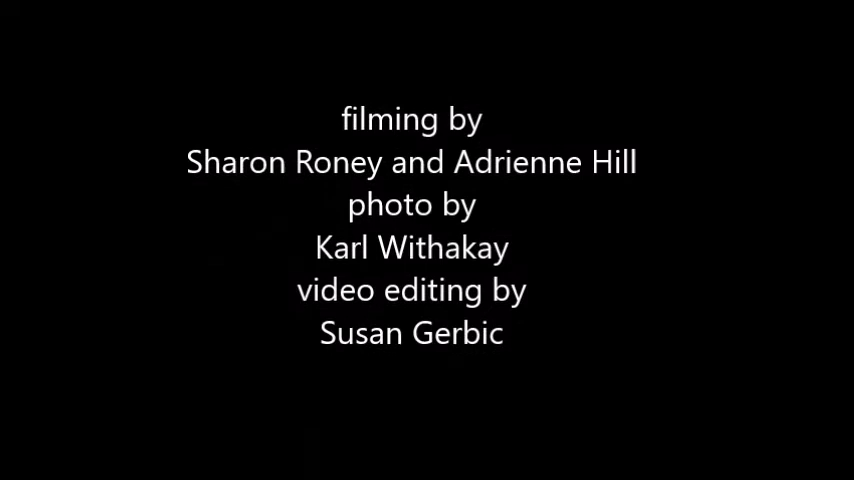 filming by
Sharon Roney and Adrienne Hill
photo by
Karl Withakay
video editing by
Susan Gerbic